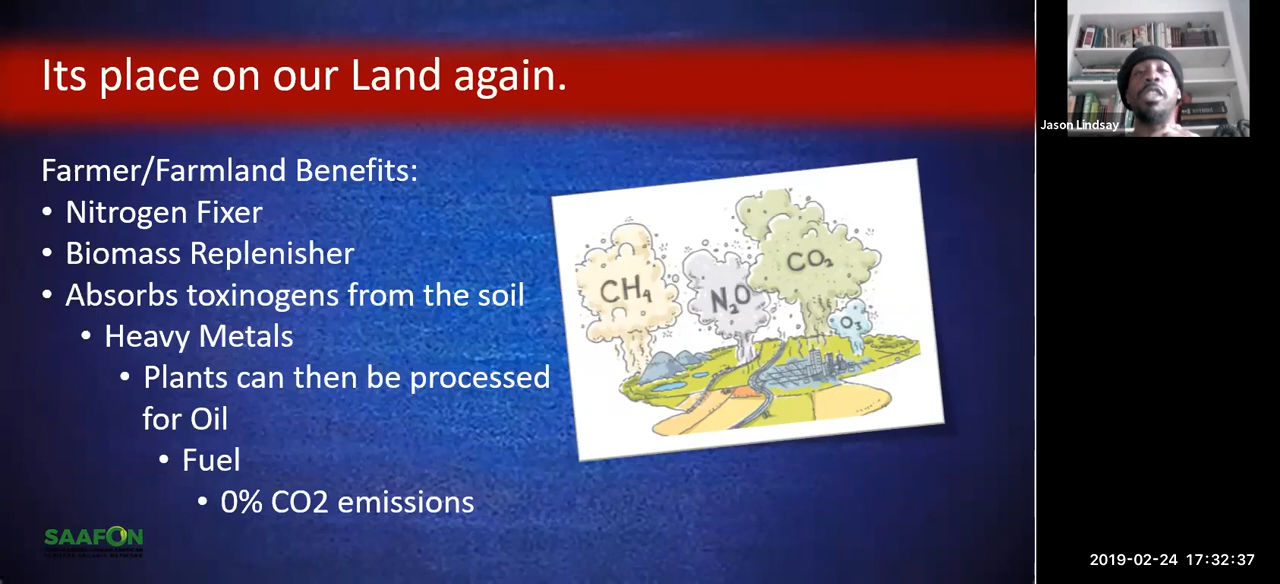 Its place on our Land again.
Farmer/Farmland Benefits:
• Nitrogen Fixer
• Biomass Replenisher
• Absorbs toxinogens from the soil
• Heavy Metals
• Plants can then be processed
for Oil
• Fuel
• 0% CO2 emissions
CH₄
N₂O
CO₂
O₃
SAAFON
Jason Lindsay
2019-02-24 17:32:37